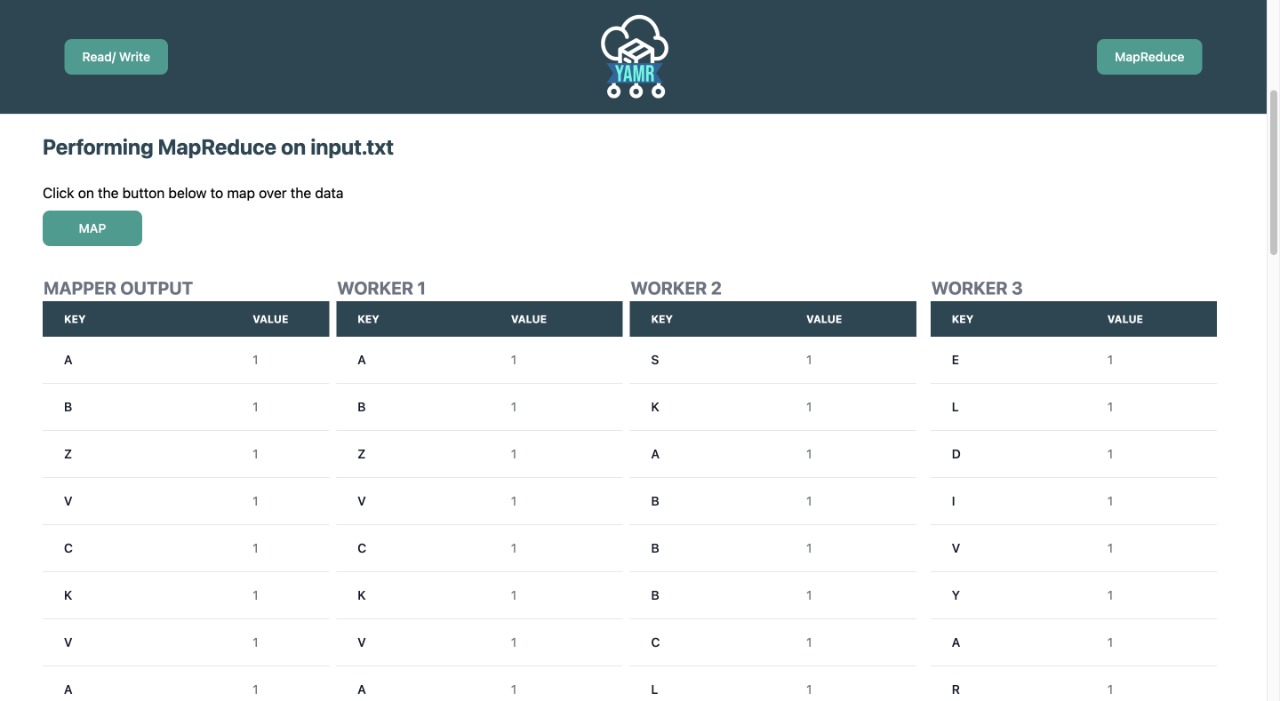 Read/ Write
YAMR
MapReduce
Performing MapReduce on input.txt
Click on the button below to map over the data
MAP
MAPPER OUTPUT WORKER 1 WORKER 2 WORKER 3
KEY VALUE KEY VALUE KEY VALUE KEY VALUE
A 1 A 1 S 1 E 1
B 1 B 1 K 1 L 1
Z 1 Z 1 A 1 D 1
V 1 V 1 B 1 I 1
C 1 C 1 B 1 V 1
K 1 K 1 B 1 Y 1
V 1 V 1 C 1 A 1
A 1 A 1 L 1 R 1